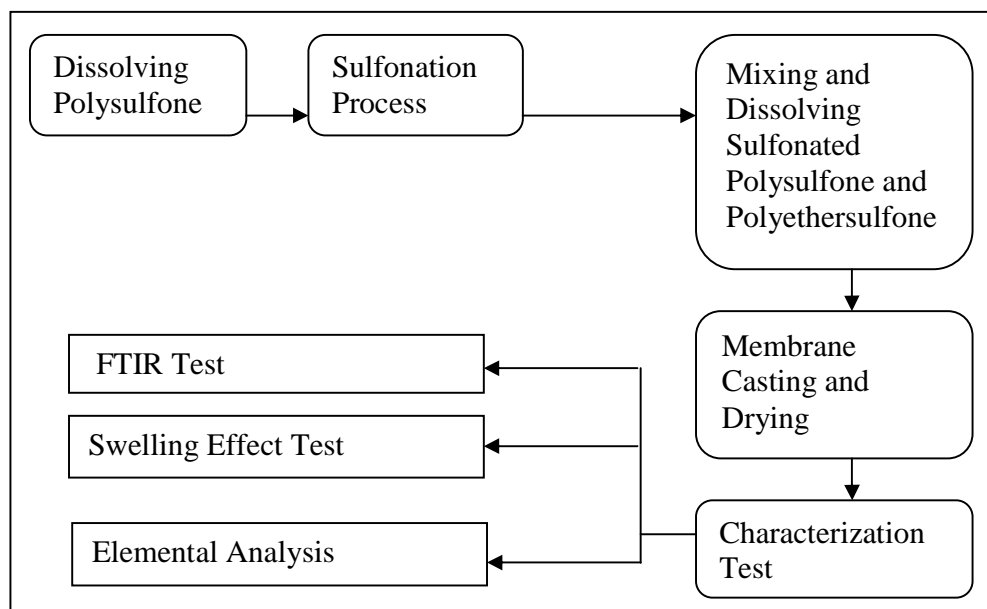 Dissolving
Polysulfone
Sulfonation
Process
Mixing and
Dissolving
Sulfonated
Polysulfone and
Polyethersulfone
Membrane
Casting and
Drying
Characterization
Test
FTIR Test
Swelling Effect Test
Elemental Analysis